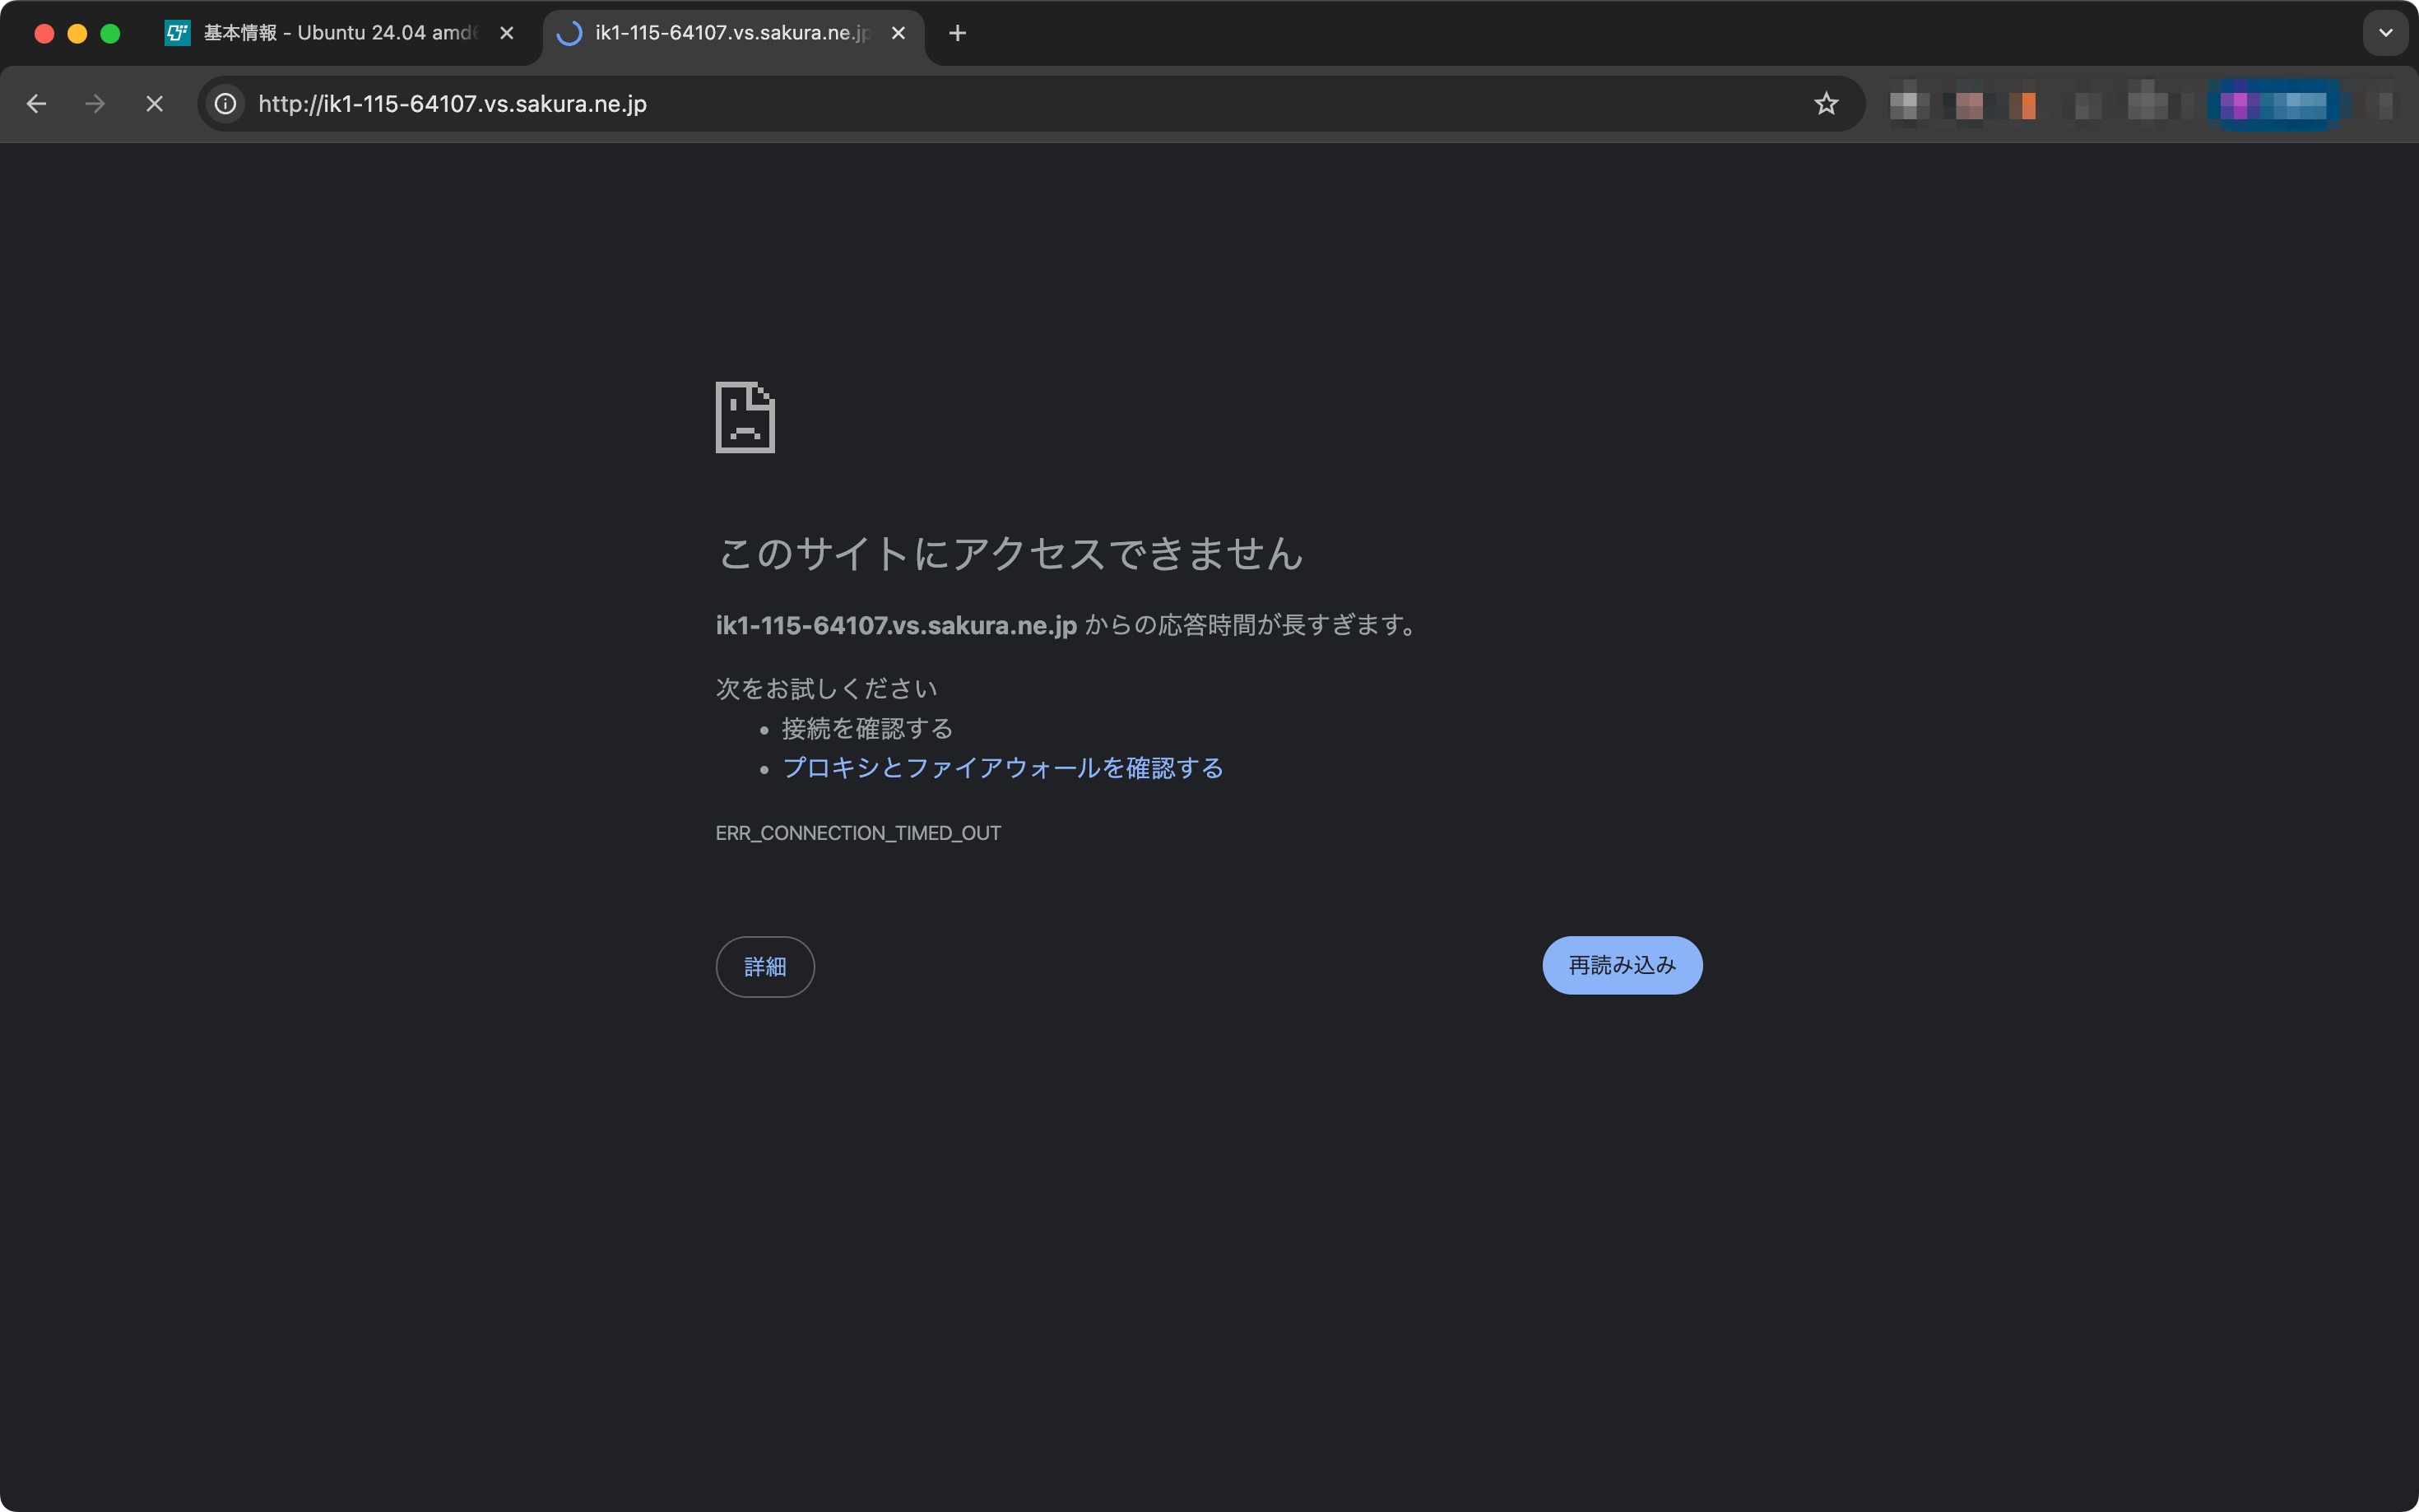 基本情報 - Ubuntu 24.04 amd6
ik1-115-64107.vs.sakura.ne.jp
http://ik1-115-64107.vs.sakura.ne.jp
このサイトにアクセスできません
ik1-115-64107.vs.sakura.ne.jp からの応答時間が長すぎます。
次をお試しください
• 接続を確認する
• プロキシとファイアウォールを確認する
ERR_CONNECTION_TIMED_OUT
詳細
再読み込み